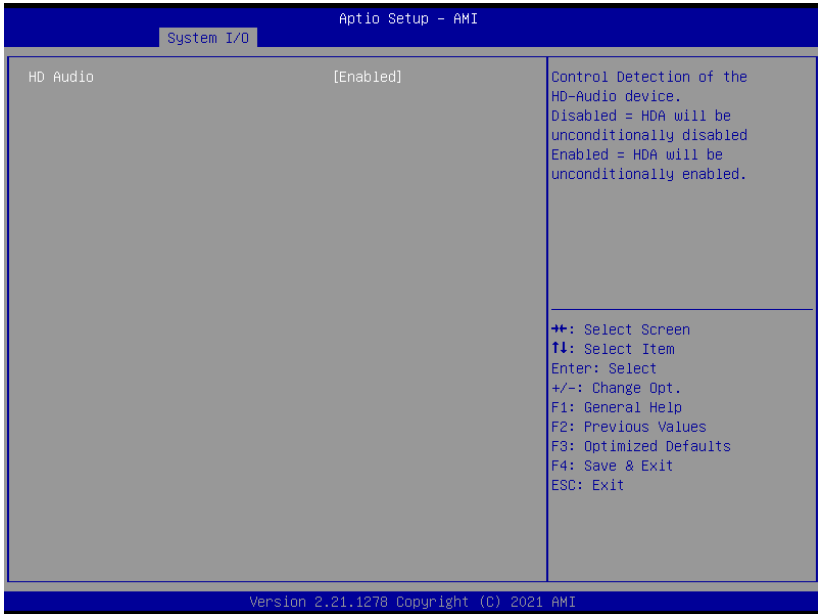 Aptio Setup – AMI
System I/O
HD Audio [Enabled]
Control Detection of the
HD-Audio device.
Disabled = HDA will be
unconditionally disabled
Enabled = HDA will be
unconditionally enabled.
→←: Select Screen
↑↓: Select Item
Enter: Select
+/-: Change Opt.
F1: General Help
F2: Previous Values
F3: Optimized Defaults
F4: Save & Exit
ESC: Exit
Version 2.21.1278 Copyright (C) 2021 AMI